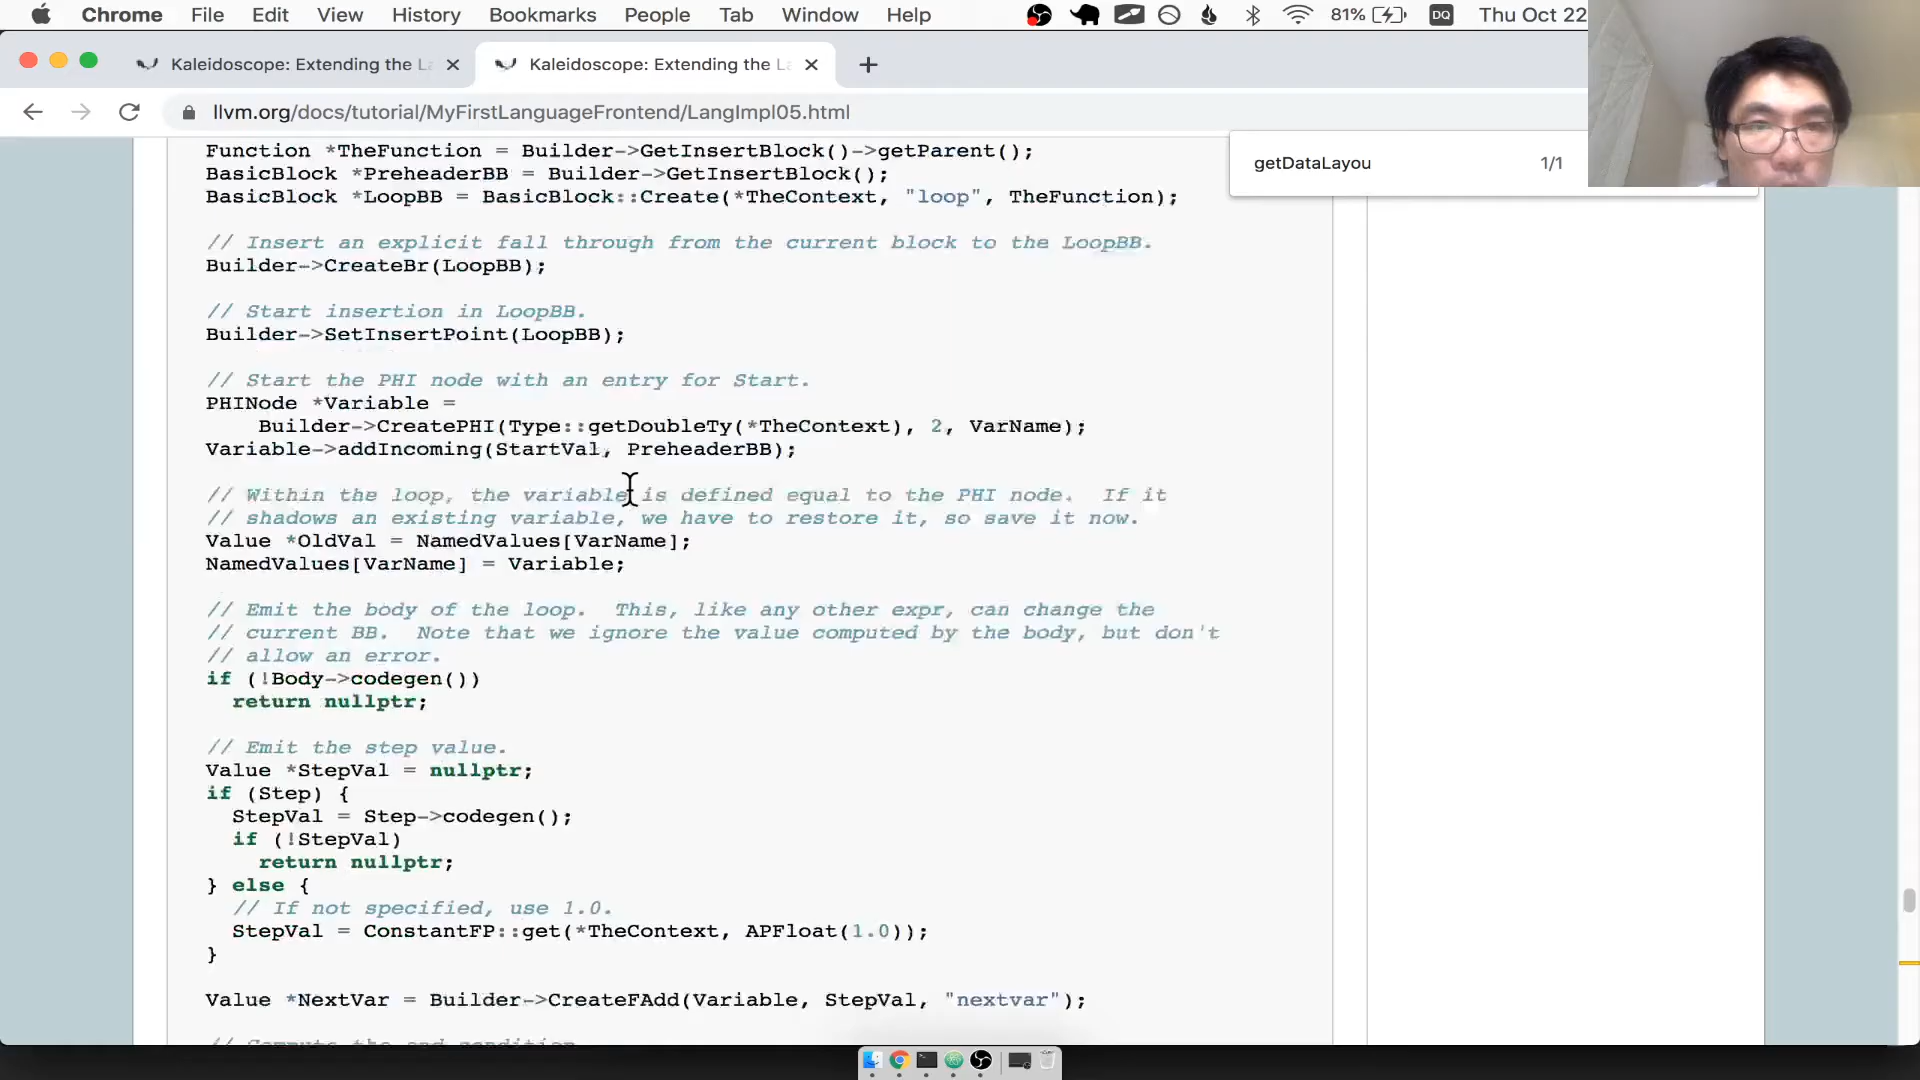 Chrome File Edit View History Bookmarks People Tab Window Help 81% DQ Thu Oct 22
Kaleidoscope: Extending the La Kaleidoscope: Extending the La
llvm.org/docs/tutorial/MyFirstLanguageFrontend/LangImpl05.html
getDataLayou 1/1
Function *TheFunction = Builder->GetInsertBlock()->getParent();
BasicBlock *PreheaderBB = Builder->GetInsertBlock();
BasicBlock *LoopBB = BasicBlock::Create(*TheContext, "loop", TheFunction);
// Insert an explicit fall through from the current block to the LoopBB.
Builder->CreateBr(LoopBB);
// Start insertion in LoopBB.
Builder->SetInsertPoint(LoopBB);
// Start the PHI node with an entry for Start.
PHINode *Variable =
Builder->CreatePHI(Type::getDoubleTy(*TheContext), 2, VarName);
Variable->addIncoming(StartVal, PreheaderBB);
// Within the loop, the variable is defined equal to the PHI node. If it
// shadows an existing variable, we have to restore it, so save it now.
Value *OldVal = NamedValues[VarName];
NamedValues[VarName] = Variable;
// Emit the body of the loop. This, like any other expr, can change the
// current BB. Note that we ignore the value computed by the body, but don't
// allow an error.
if (!Body->codegen())
return nullptr;
// Emit the step value.
Value *StepVal = nullptr;
if (Step) {
StepVal = Step->codegen();
if (!StepVal)
return nullptr;
} else {
// If not specified, use 1.0.
StepVal = ConstantFP::get(*TheContext, APFloat(1.0));
}
Value *NextVar = Builder->CreateFAdd(Variable, StepVal, "nextvar");
// Compute the end condition